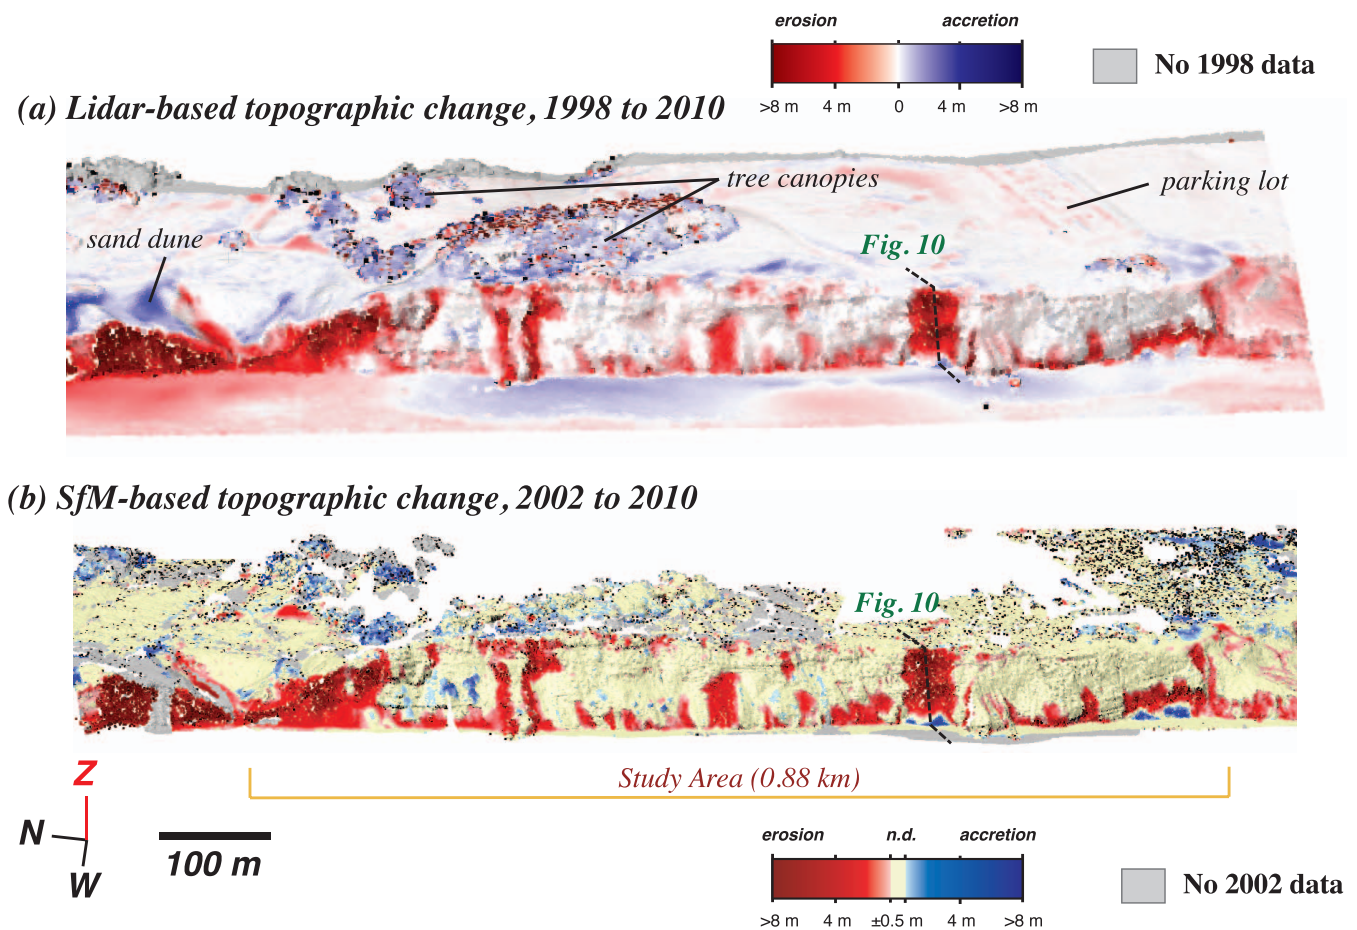 erosion accretion
>8 m 4 m 0 4 m >8 m
No 1998 data
(a) Lidar-based topographic change, 1998 to 2010
tree canopies
parking lot
sand dune
Fig. 10
(b) SfM-based topographic change, 2002 to 2010
Fig. 10
Study Area (0.88 km)
Z
N
W
100 m
erosion n.d. accretion
>8 m 4 m ±0.5 m 4 m >8 m
No 2002 data